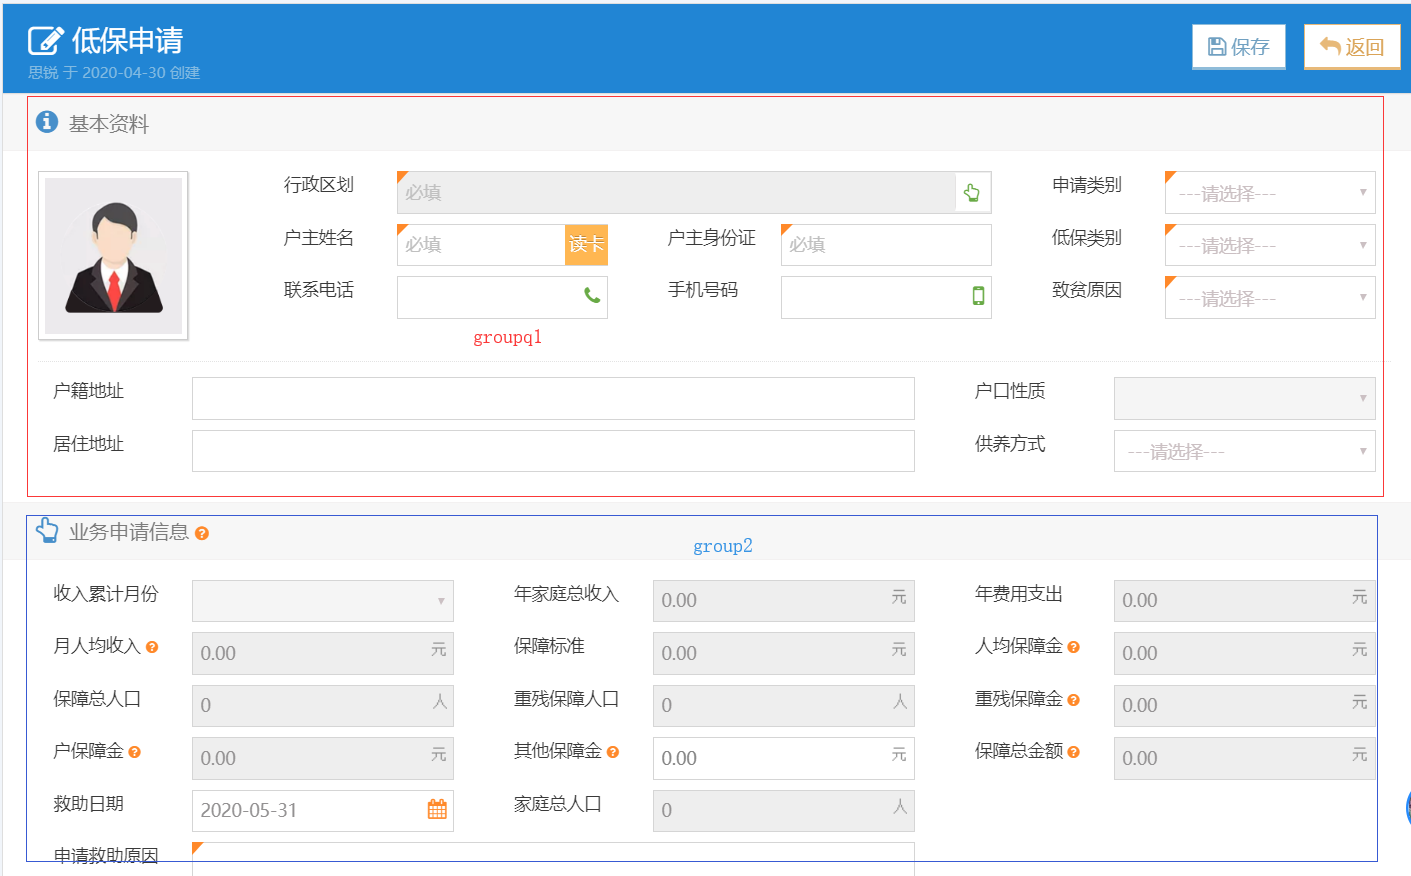 低保申请
思锐 于 2020-04-30 创建
保存
返回
基本资料
行政区划 必填 申请类别 ---请选择---
户主姓名 必填 读卡 户主身份证 必填 低保类别 ---请选择---
联系电话 手机号码 致贫原因 ---请选择---
groupq1
户籍地址 户口性质
居住地址 供养方式 ---请选择---
业务申请信息
group2
收入累计月份 年家庭总收入 0.00 元 年费用支出 0.00 元
月人均收入 0.00 元 保障标准 0.00 元 人均保障金 0.00 元
保障总人口 0 人 重残保障人口 0 人 重残保障金 0.00 元
户保障金 0.00 元 其他保障金 0.00 元 保障总金额 0.00 元
救助日期 2020-05-31 家庭总人口 0 人
申请救助原因